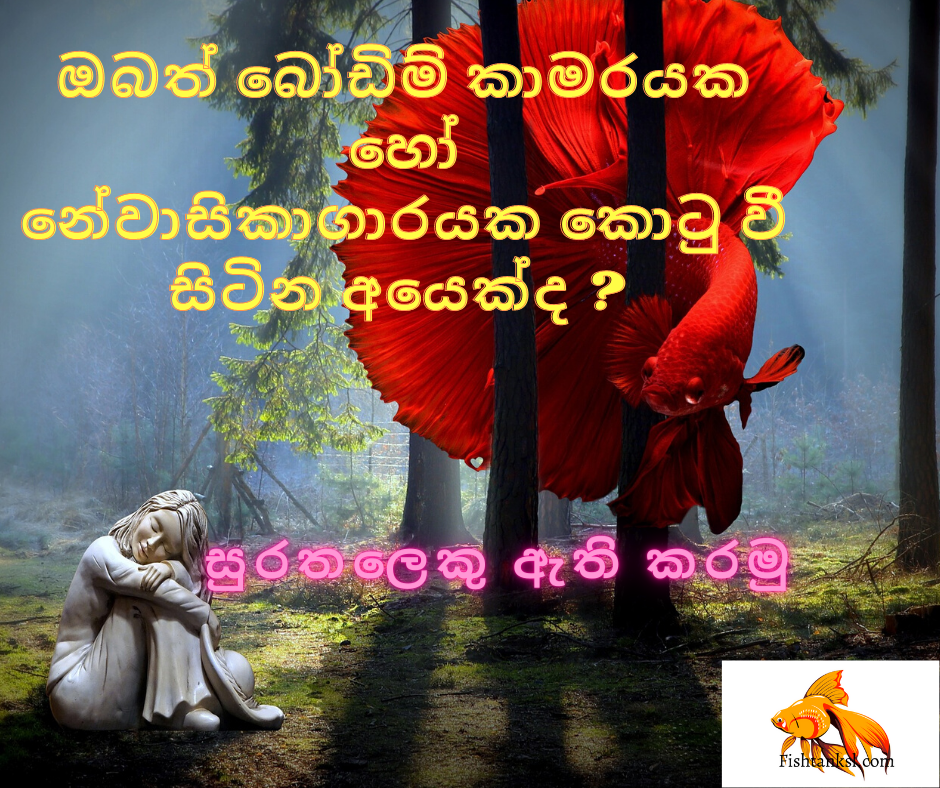 ඔබත් බෝඩිම් කාමරයක
හෝ
නේවාසිකාගාරයක කොටු වී
සිටින අයෙක්ද ?
සුරතලෙකු ඇති කරමු
Fishtanksl.com